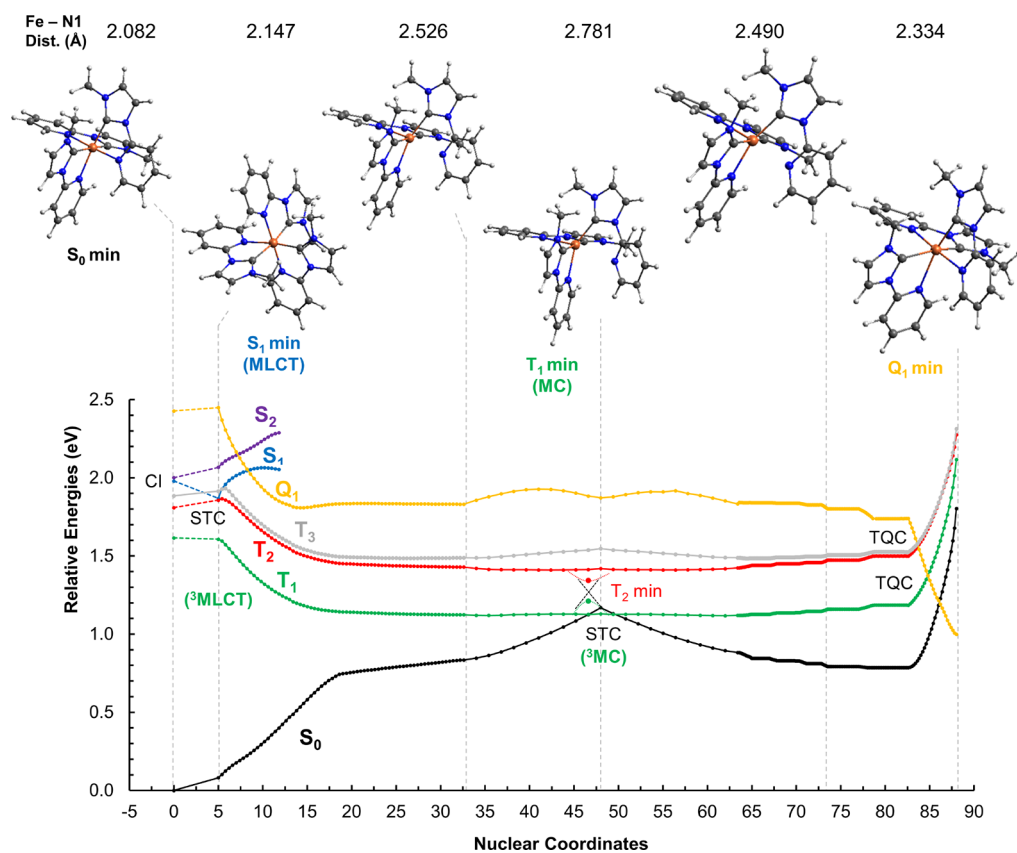 Fe – N1
Dist. (Å)
2.082 2.147 2.526 2.781 2.490 2.334
S₀ min
S₁ min
(MLCT)
T₁ min
(MC)
Q₁ min
Relative Energies (eV)
2.5
2.0
1.5
1.0
0.5
0.0
CI
STC
S₂
S₁
Q₁
T₃
T₂
T₁
(³MLCT)
S₀
T₂ min
STC
(³MC)
TQC
TQC
-5 0 5 10 15 20 25 30 35 40 45 50 55 60 65 70 75 80 85 90 95
Nuclear Coordinates